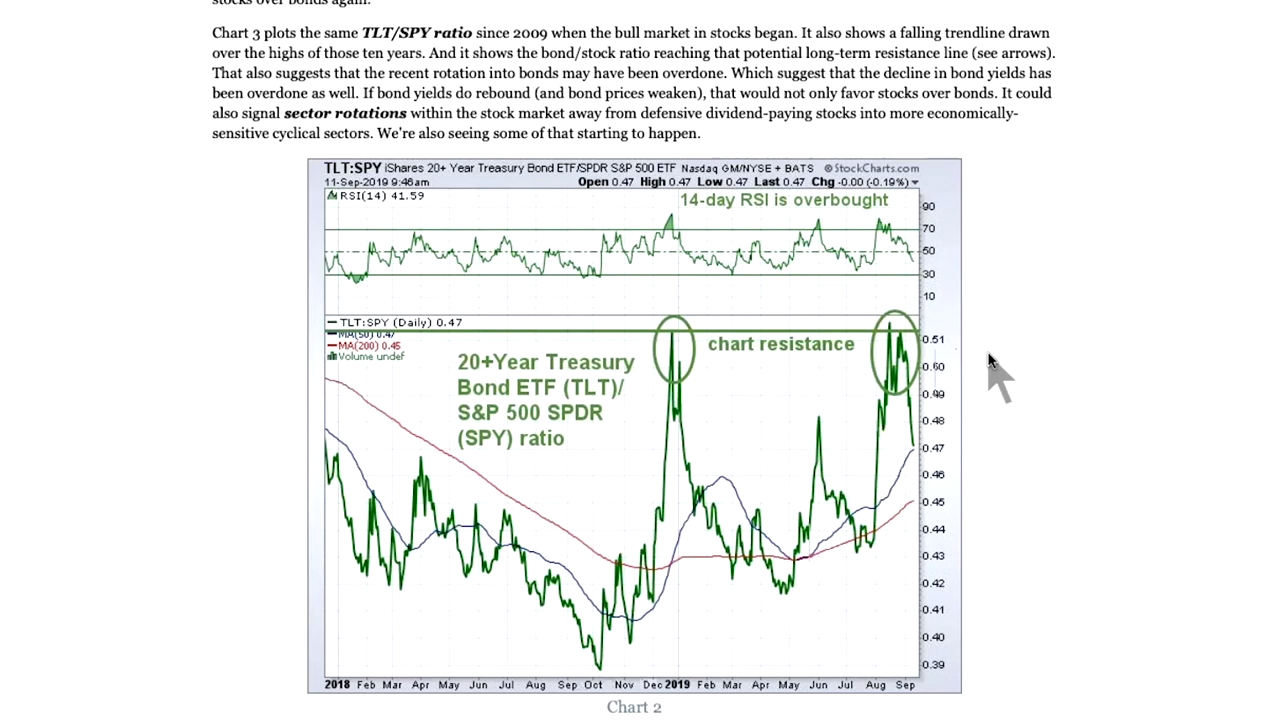 stocks over bonds again.
Chart 3 plots the same TLT/SPY ratio since 2009 when the bull market in stocks began. It also shows a falling trendline drawn
over the highs of those ten years. And it shows the bond/stock ratio reaching that potential long-term resistance line (see arrows).
That also suggests that the recent rotation into bonds may have been overdone. Which suggest that the decline in bond yields has
been overdone as well. If bond yields do rebound (and bond prices weaken), that would not only favor stocks over bonds. It could
also signal sector rotations within the stock market away from defensive dividend-paying stocks into more economically-
sensitive cyclical sectors. We're also seeing some of that starting to happen.
TLT:SPY iShares 20+ Year Treasury Bond ETF/SPDR S&P 500 ETF Nasdaq GM/NYSE + BATS ©StockCharts.com
11-Sep-2019 9:46am Open 0.47 High 0.47 Low 0.47 Last 0.47 Chg -0.00 (-0.19%)
RSI(14) 41.59
14-day RSI is overbought
90
70
50
30
10
TLT:SPY (Daily) 0.47
MA(50) 0.47
MA(200) 0.45
Volume undef
chart resistance
20+Year Treasury
Bond ETF (TLT)/
S&P 500 SPDR
(SPY) ratio
0.51
0.60
0.49
0.48
0.47
0.46
0.45
0.44
0.43
0.42
0.41
0.40
0.39
2018 Feb Mar Apr May Jun Jul Aug Sep Oct Nov Dec 2019 Feb Mar Apr May Jun Jul Aug Sep
Chart 2